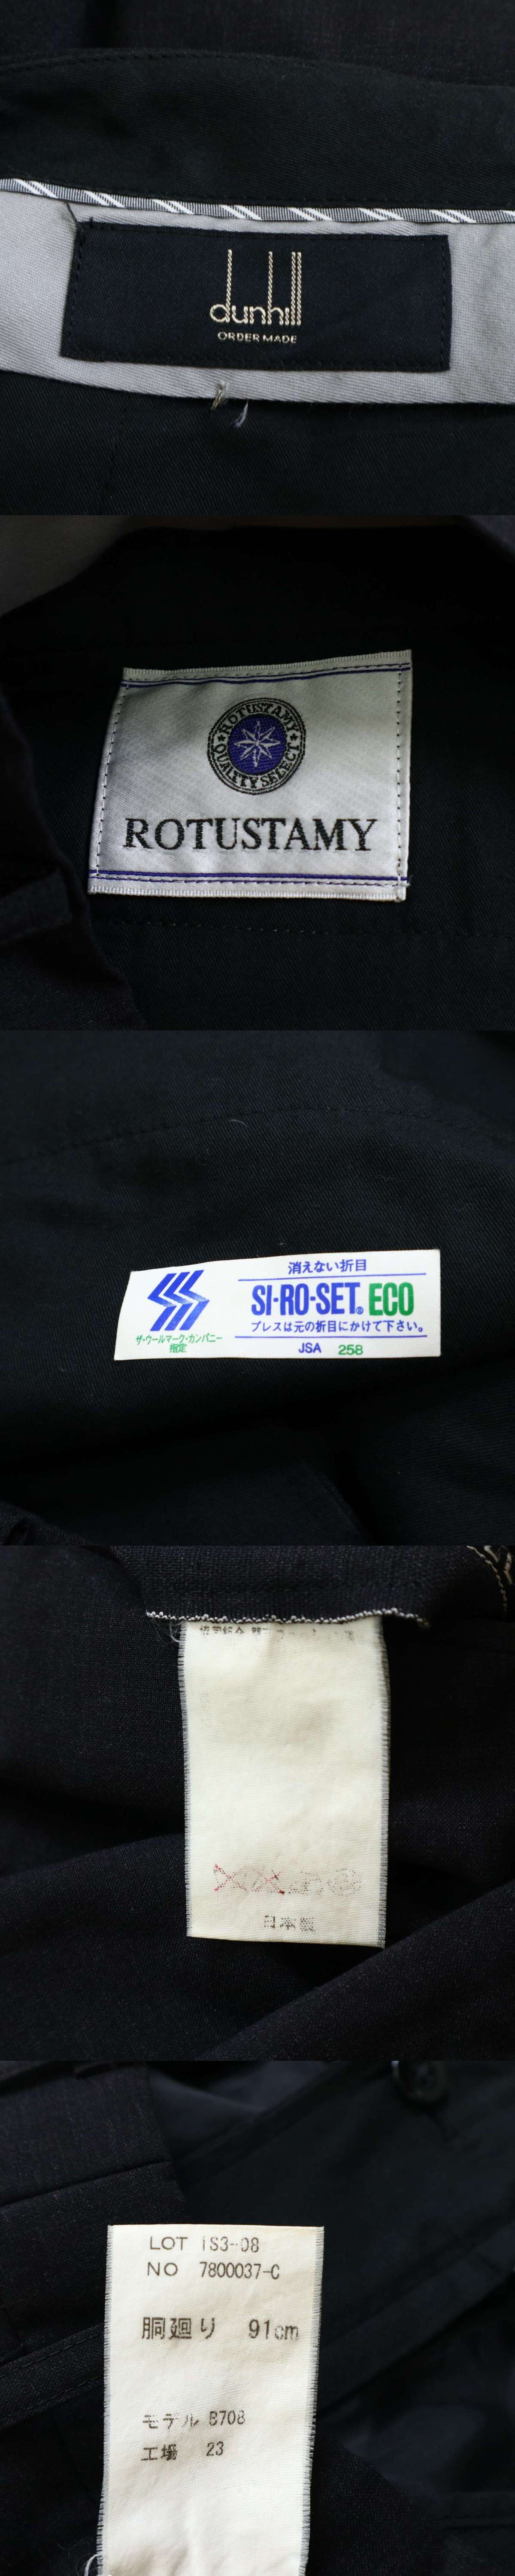 dunhill
ORDER MADE
ROTUSTAMY
QUALITY SELECT
ROTUSTAMY
消えない折目
SI-RO-SET® ECO
ザ・ウールマーク・カンパニー
指定
プレスは元の折目にかけて下さい。
JSA 258
日本製
LOT IS3-08
NO 7800037-C
胴廻り 91cm
モデル B708
工場 23